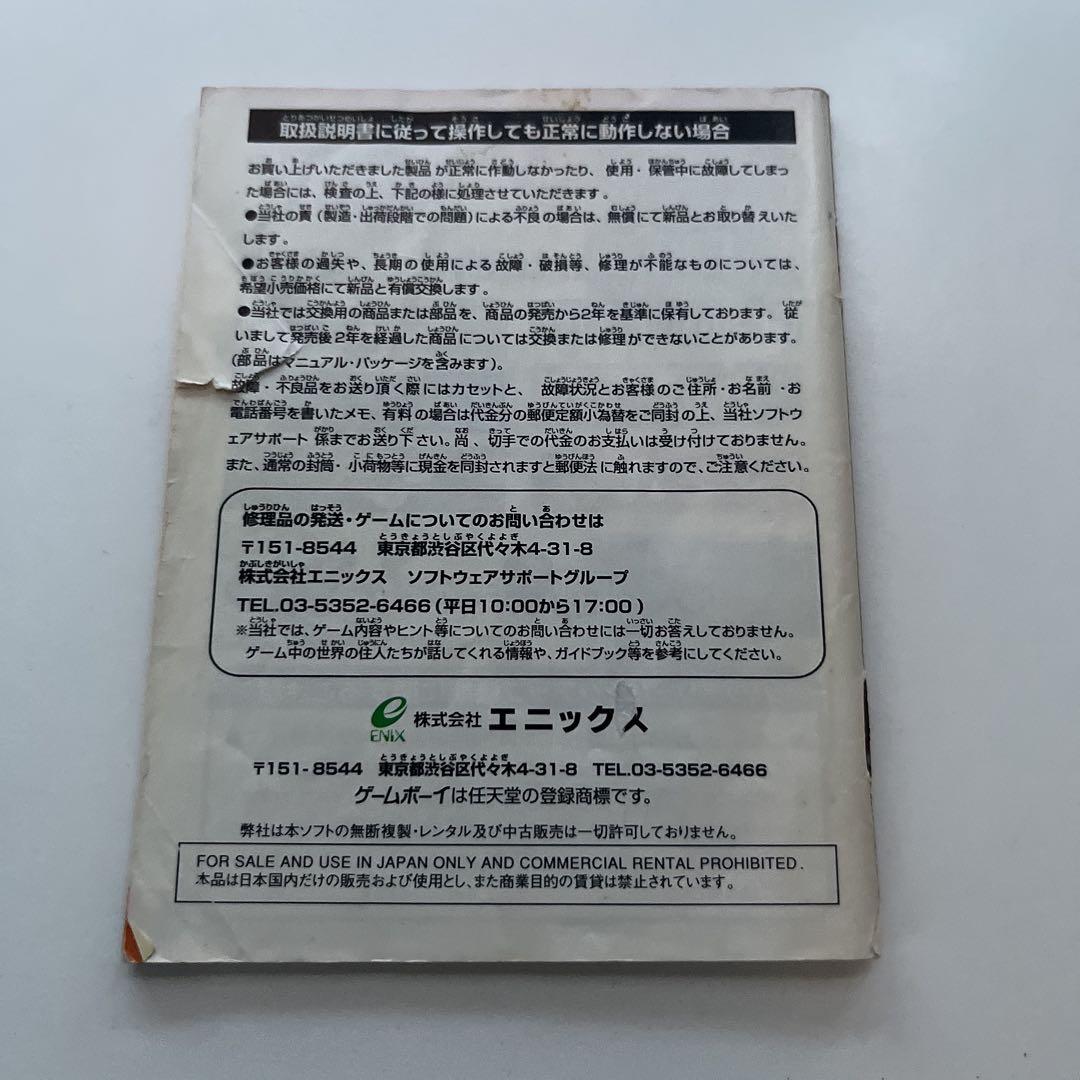 取扱説明書に従って操作しても正常に動作しない場合
お買い上げいただきました製品が正常に作動しなかったり、使用・保管中に故障してしまっ
た場合には、検査の上、下記の様に処理させていただきます。
●当社の責(製造・出荷段階での問題)による不良の場合は、無償にて新品とお取り替えいた
します。
●お客様の過失や、長期の使用による故障・破損等、修理が不能なものについては、
希望小売価格にて新品と有償交換します。
●当社では交換用の商品または部品を、商品の発売から2年を基準に保有しております。従
いまして発売後2年を経過した商品については交換または修理ができないことがあります。
(部品はマニュアル・パッケージを含みます)。
故障・不良品をお送り頂く際にはカセットと、故障状況とお客様のご住所・お名前・お
電話番号を書いたメモ、有料の場合は代金分の郵便定額小為替をご同封の上、当社ソフトウ
ェアサポート係までお送り下さい。尚、切手での代金のお支払いは受け付けておりません。
また、通常の封筒・小荷物等に現金を同封されますと郵便法に触れますので、ご注意ください。
修理品の発送・ゲームについてのお問い合わせは
〒151-8544 東京都渋谷区代々木4-31-8
株式会社エニックス ソフトウェアサポートグループ
TEL.03-5352-6466(平日10:00から17:00)
※当社では、ゲーム内容やヒント等についてのお問い合わせには一切お答えしておりません。
ゲーム中の世界の住人たちが話してくれる情報や、ガイドブック等を参考にしてください。
ENIX 株式会社 エニックス
〒151-8544 東京都渋谷区代々木4-31-8 TEL.03-5352-6466
ゲームボーイは任天堂の登録商標です。
弊社は本ソフトの無断複製・レンタル及び中古販売は一切許可しておりません。
FOR SALE AND USE IN JAPAN ONLY AND COMMERCIAL RENTAL PROHIBITED.
本品は日本国内だけの販売および使用とし、また商業目的の賃貸は禁止されています。